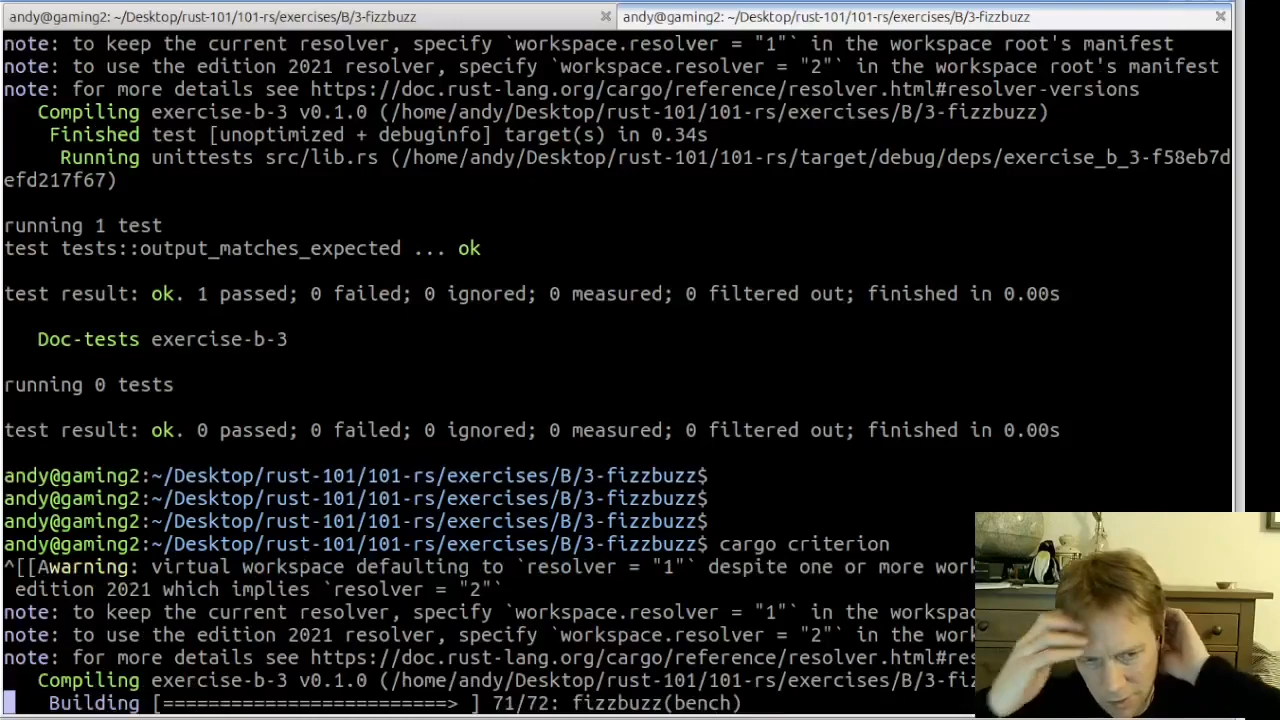 andy@gaming2: ~/Desktop/rust-101/101-rs/exercises/B/3-fizzbuzz
andy@gaming2: ~/Desktop/rust-101/101-rs/exercises/B/3-fizzbuzz
note: to keep the current resolver, specify `workspace.resolver = "1"` in the workspace root's manifest
note: to use the edition 2021 resolver, specify `workspace.resolver = "2"` in the workspace root's manifest
note: for more details see https://doc.rust-lang.org/cargo/reference/resolver.html#resolver-versions
Compiling exercise-b-3 v0.1.0 (/home/andy/Desktop/rust-101/101-rs/exercises/B/3-fizzbuzz)
Finished test [unoptimized + debuginfo] target(s) in 0.34s
Running unittests src/lib.rs (/home/andy/Desktop/rust-101/101-rs/target/debug/deps/exercise_b_3-f58eb7d
efd217f67)
running 1 test
test tests::output_matches_expected ... ok
test result: ok. 1 passed; 0 failed; 0 ignored; 0 measured; 0 filtered out; finished in 0.00s
Doc-tests exercise-b-3
running 0 tests
test result: ok. 0 passed; 0 failed; 0 ignored; 0 measured; 0 filtered out; finished in 0.00s
andy@gaming2:~/Desktop/rust-101/101-rs/exercises/B/3-fizzbuzz$
andy@gaming2:~/Desktop/rust-101/101-rs/exercises/B/3-fizzbuzz$
andy@gaming2:~/Desktop/rust-101/101-rs/exercises/B/3-fizzbuzz$
andy@gaming2:~/Desktop/rust-101/101-rs/exercises/B/3-fizzbuzz$ cargo criterion
^[[Awarning: virtual workspace defaulting to `resolver = "1"` despite one or more wor
edition 2021 which implies `resolver = "2"`
note: to keep the current resolver, specify `workspace.resolver = "1"` in the workspac
note: to use the edition 2021 resolver, specify `workspace.resolver = "2"` in the work
note: for more details see https://doc.rust-lang.org/cargo/reference/resolver.html#res
Compiling exercise-b-3 v0.1.0 (/home/andy/Desktop/rust-101/101-rs/exercises/B/3-fi
Building [=========================> ] 71/72: fizzbuzz(bench)